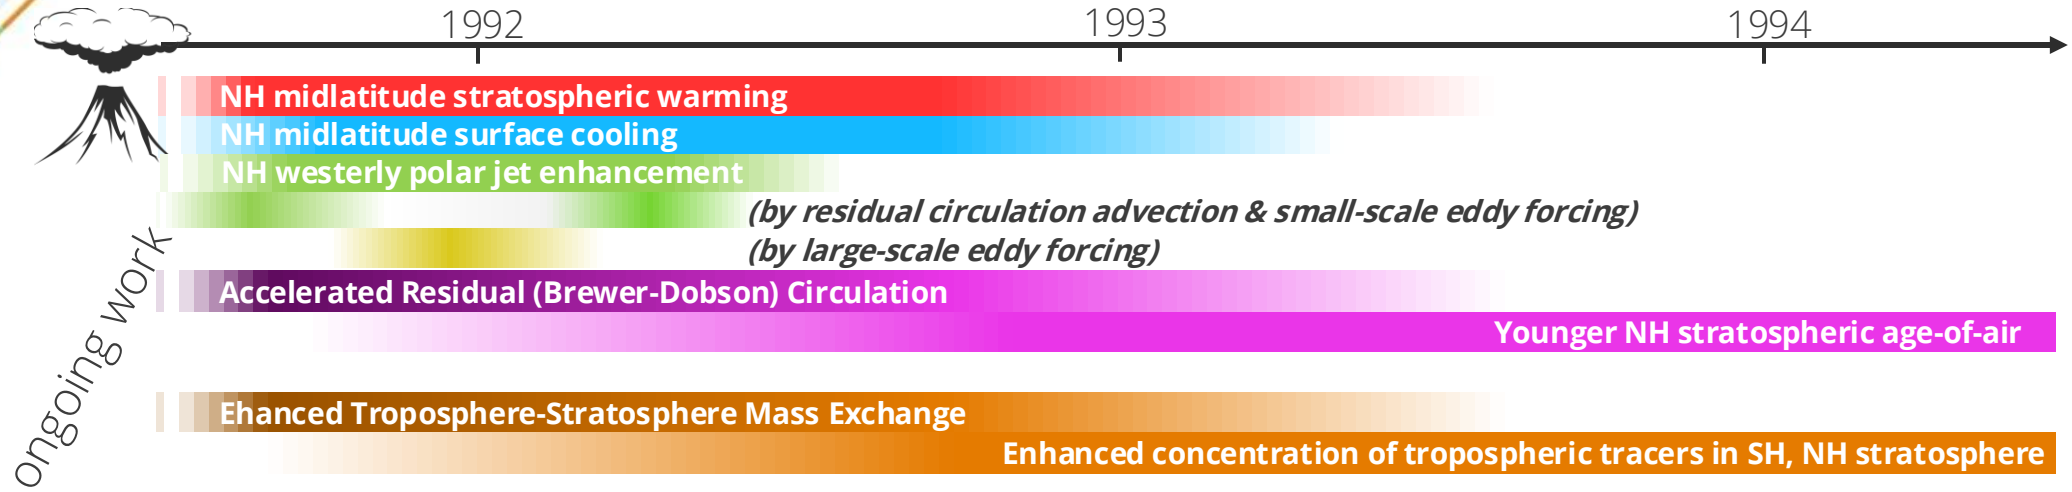 1992 1993 1994
NH midlatitude stratospheric warming
NH midlatitude surface cooling
NH westerly polar jet enhancement
(by residual circulation advection & small-scale eddy forcing)
(by large-scale eddy forcing)
Accelerated Residual (Brewer-Dobson) Circulation
Younger NH stratospheric age-of-air
Ehanced Troposphere-Stratosphere Mass Exchange
Enhanced concentration of tropospheric tracers in SH, NH stratosphere
ongoing work